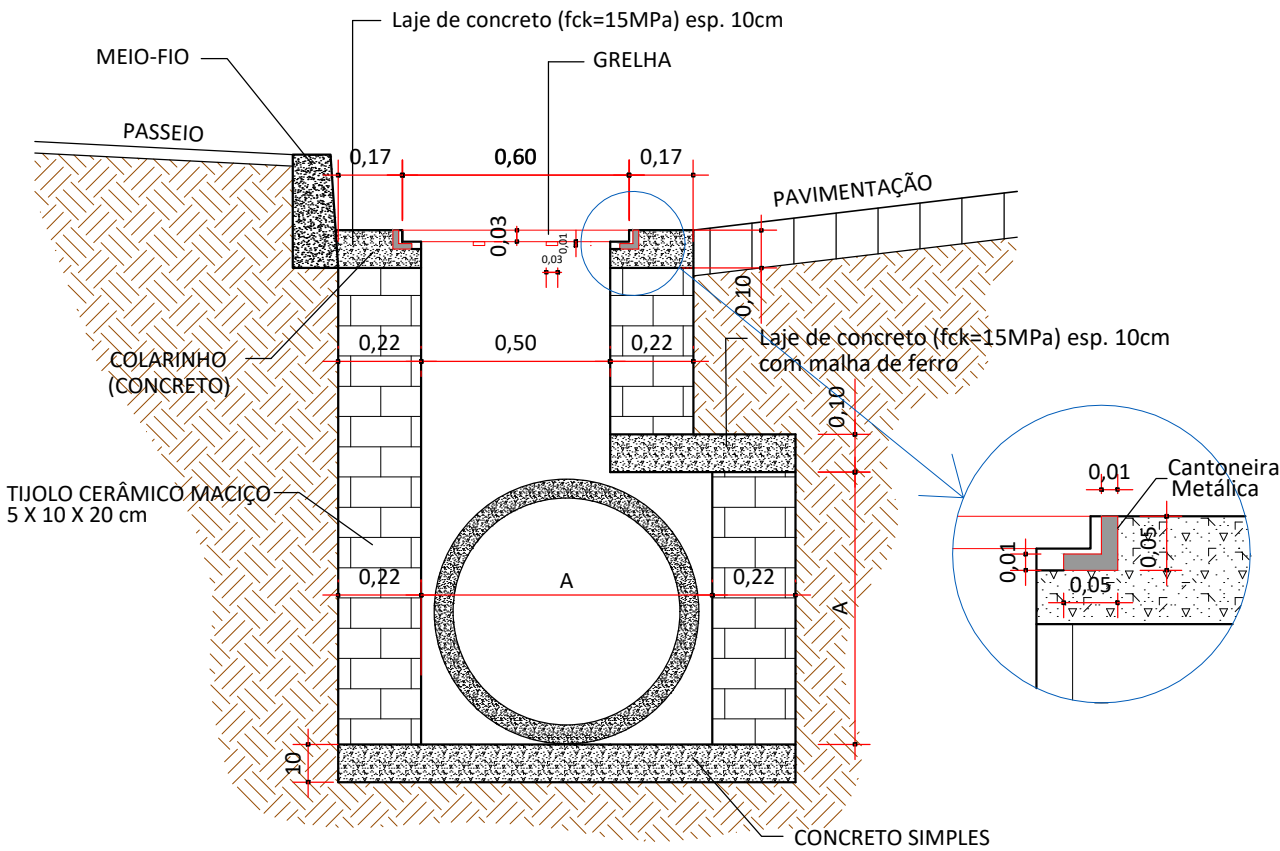 Laje de concreto (fck=15MPa) esp. 10cm
MEIO-FIO
GRELHA
PASSEIO
0,17
0,60
0,17
PAVIMENTAÇÃO
0,03
0,01
0,03
0,10
COLARINHO
(CONCRETO)
0,22
0,50
0,22
Laje de concreto (fck=15MPa) esp. 10cm
com malha de ferro
0,10
TIJOLO CERÂMICO MACIÇO
5 X 10 X 20 cm
0,22
A
0,22
A
0,01
Cantoneira
Metálica
0,01
0,05
0,05
10
CONCRETO SIMPLES